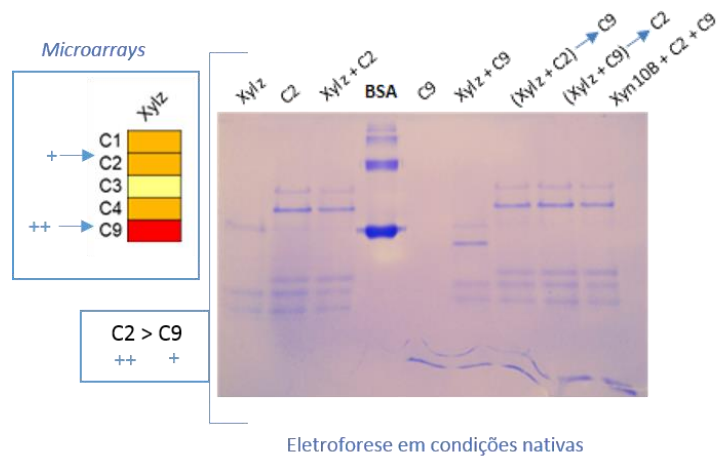 Microarrays
Xylz
C1
C2
C3
C4
C9
+
++
C2 > C9
++ +
Xylz
C2
Xylz + C2
BSA
C9
Xylz + C9
(Xylz + C2) → C9
(Xylz + C9) → C2
Xyn10B + C2 + C9
Eletroforese em condições nativas